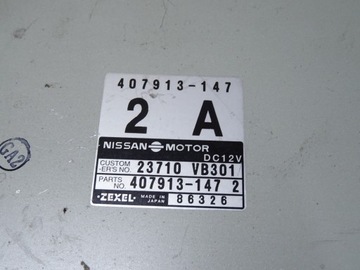 407913-147
2 A
NISSAN MOTOR
DC12V
CUSTOM
-ER'S NO. 23710 VB301
PARTS
NO. 407913-147 2
-ZEXEL- MADE IN
JAPAN 86326
GA2